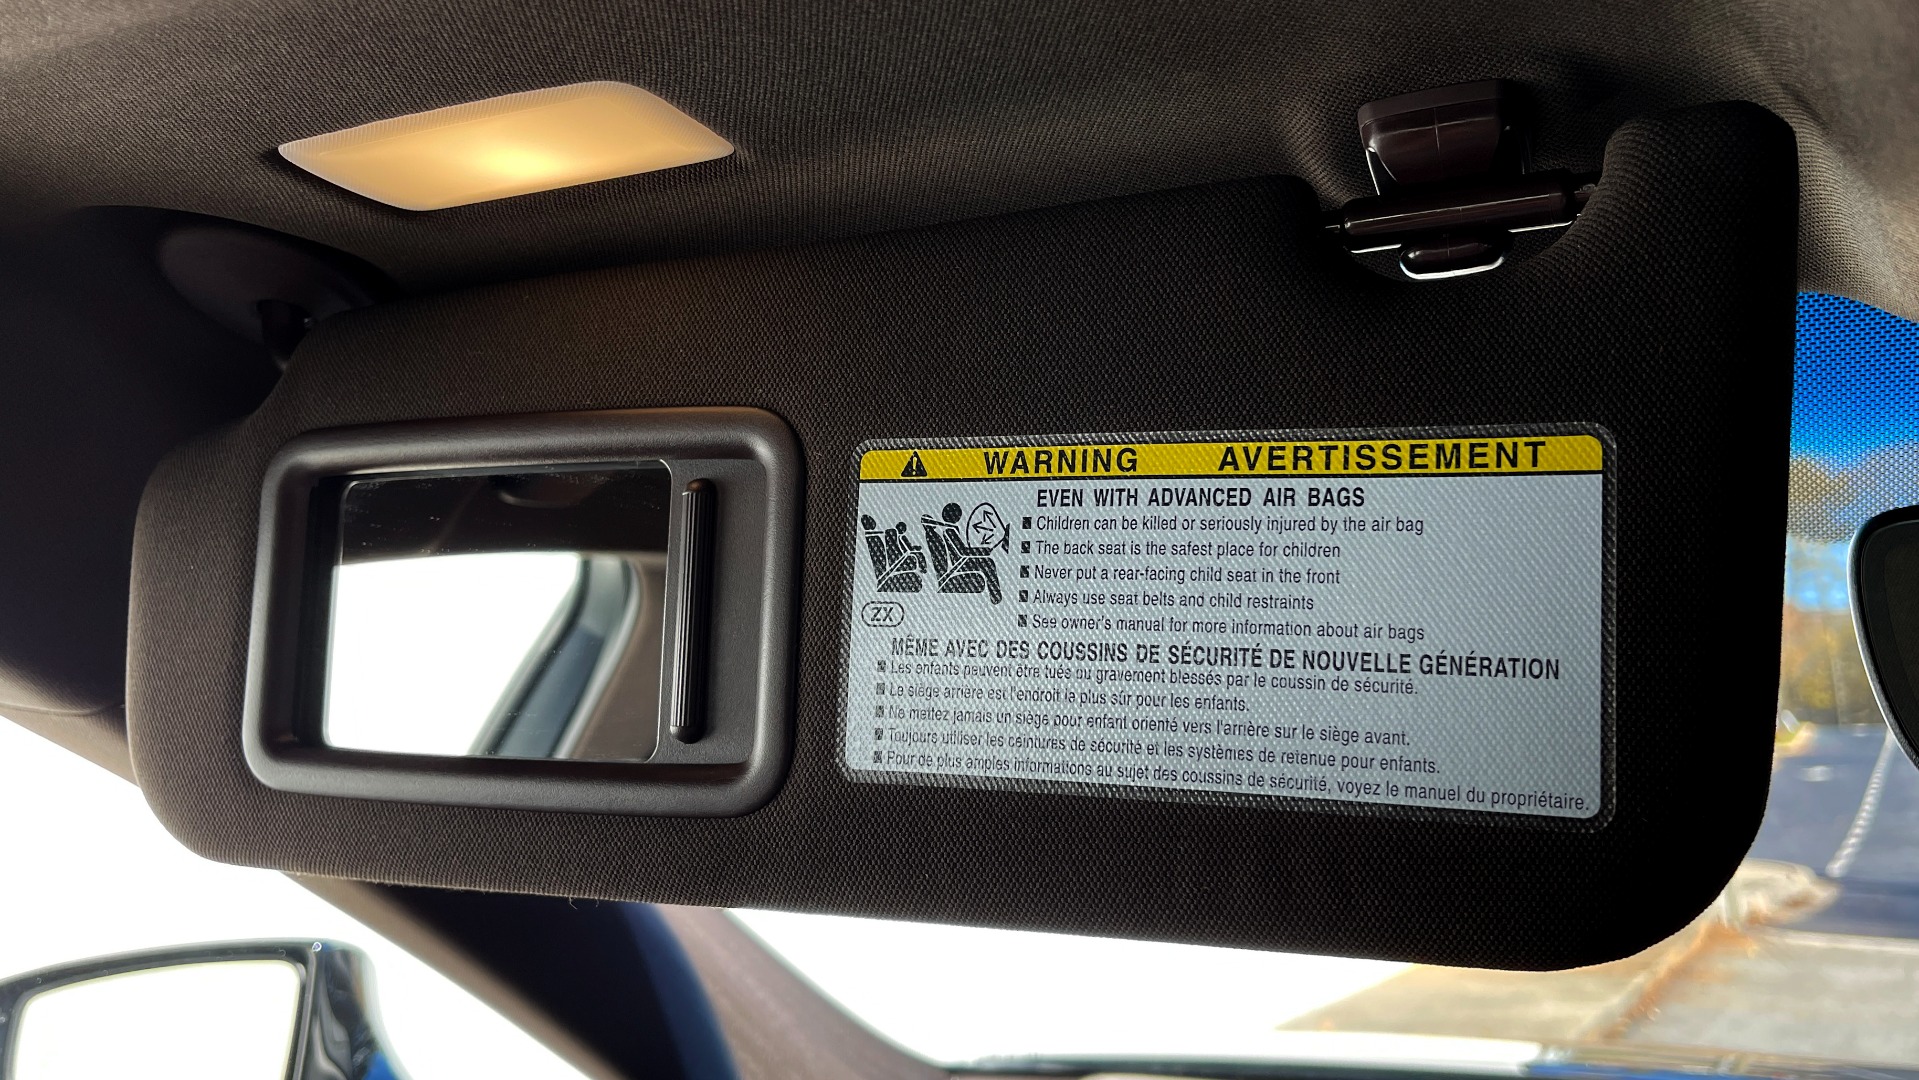 WARNING AVERTISSEMENT
EVEN WITH ADVANCED AIR BAGS
Children can be killed or seriously injured by the air bag
The back seat is the safest place for children
Never put a rear-facing child seat in the front
Always use seat belts and child restraints
See owner's manual for more information about air bags
ZX
MÊME AVEC DES COUSSINS DE SÉCURITÉ DE NOUVELLE GÉNÉRATION
Les enfants peuvent être tués ou gravement blessés par le coussin de sécurité.
Le siège arrière est l'endroit le plus sûr pour les enfants.
Ne mettez jamais un siège pour enfant orienté vers l'arrière sur le siège avant.
Toujours utiliser les ceintures de sécurité et les systèmes de retenue pour enfants.
Pour de plus amples informations au sujet des coussins de sécurité, voyez le manuel du propriétaire.